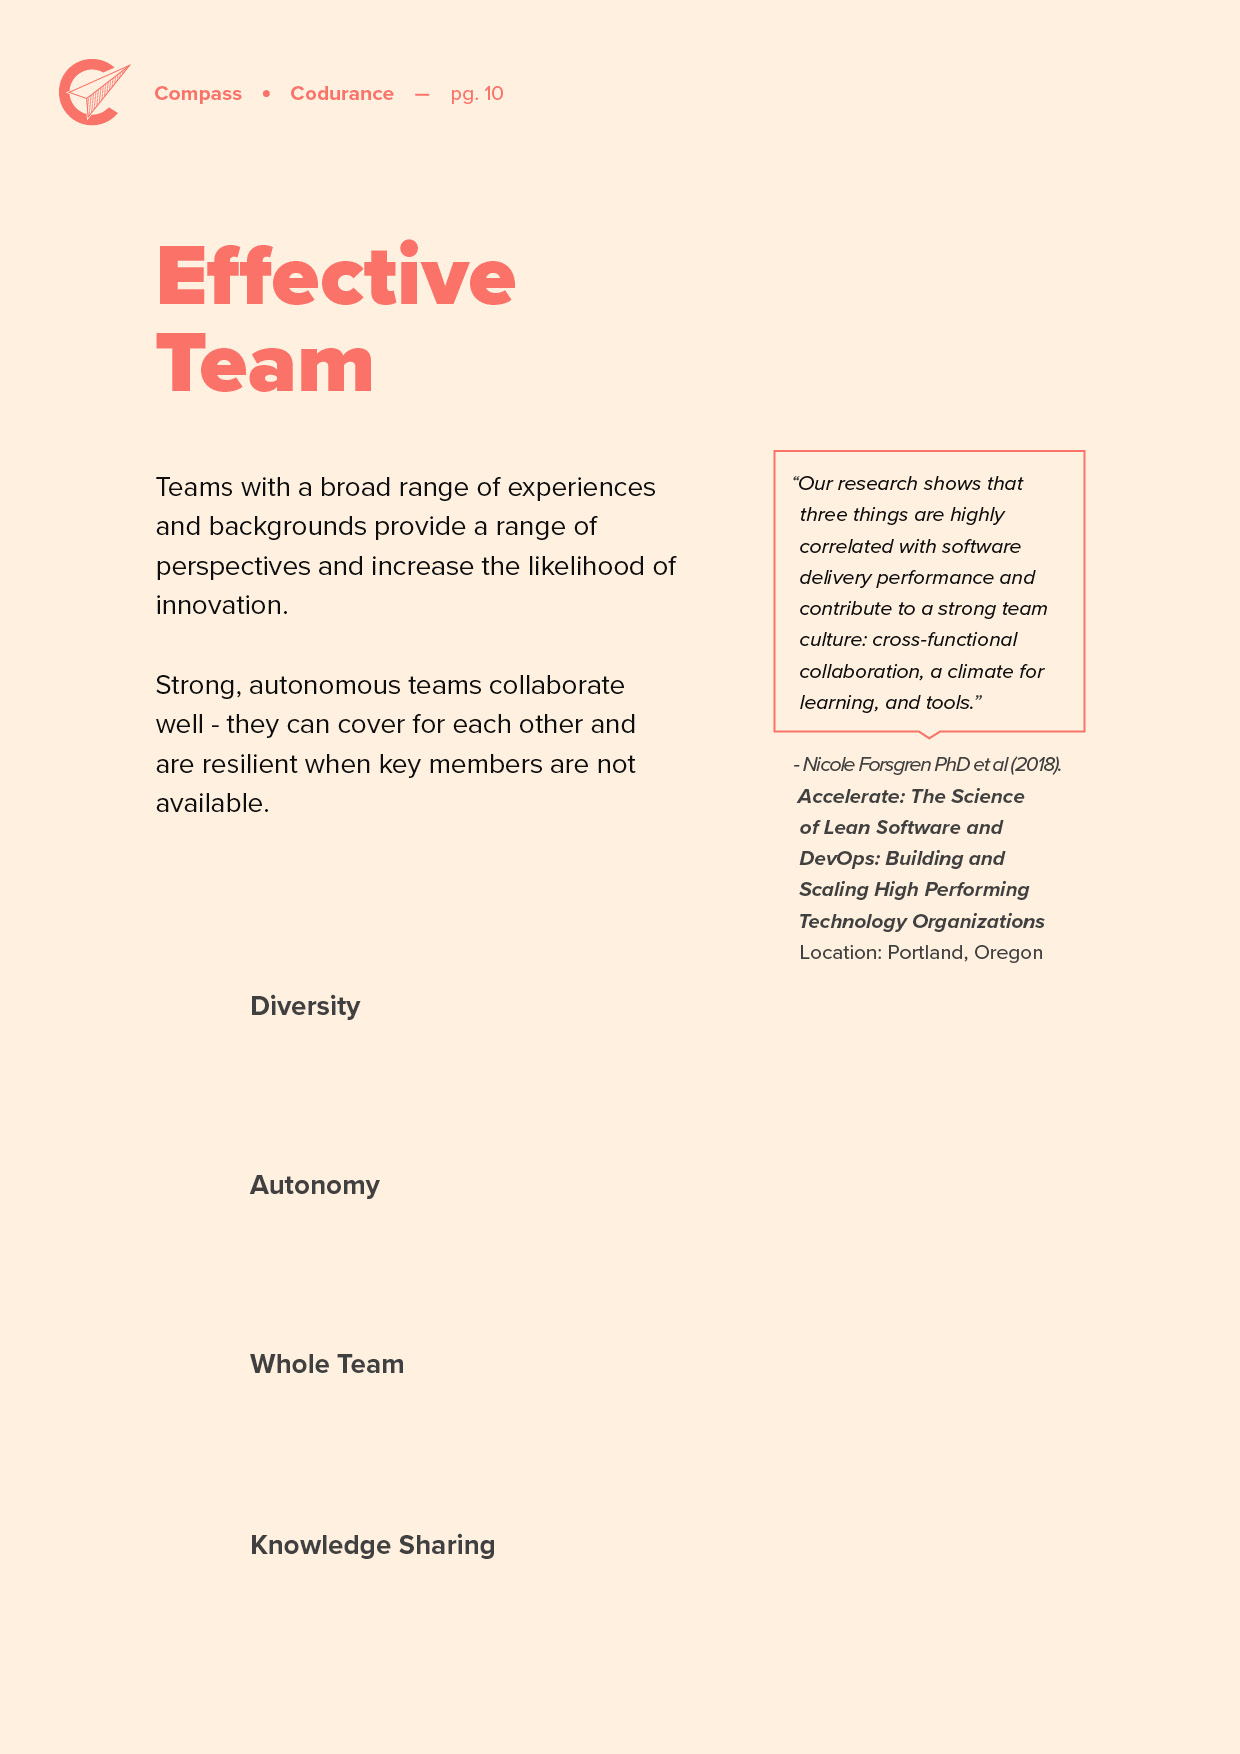 Compass • Codurance — pg. 10
Effective
Team
Teams with a broad range of experiences
and backgrounds provide a range of
perspectives and increase the likelihood of
innovation.
Strong, autonomous teams collaborate
well - they can cover for each other and
are resilient when key members are not
available.
“Our research shows that
three things are highly
correlated with software
delivery performance and
contribute to a strong team
culture: cross-functional
collaboration, a climate for
learning, and tools.”
- Nicole Forsgren PhD et al (2018).
Accelerate: The Science
of Lean Software and
DevOps: Building and
Scaling High Performing
Technology Organizations
Location: Portland, Oregon
Diversity
Autonomy
Whole Team
Knowledge Sharing